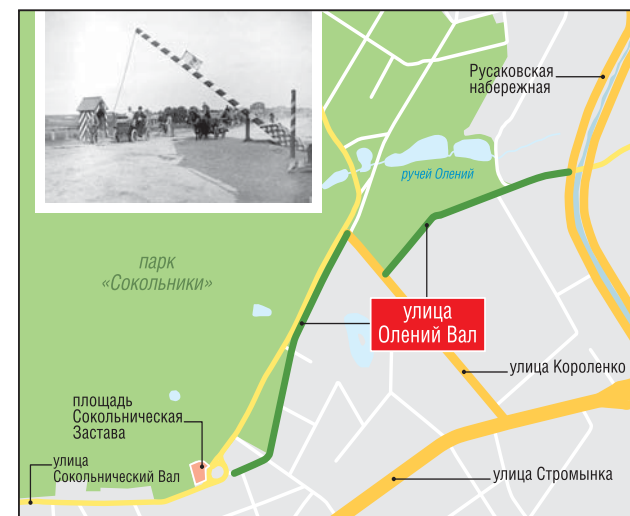 Русаковская
набережная
ручей Олений
парк
«Сокольники»
улица
Олений Вал
улица Короленко
площадь
Сокольническая
Застава
улица
Сокольнический Вал
улица Стромынка